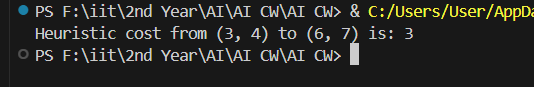 PS F:\iit\2nd Year\AI\AI CW\AI CW> & C:/Users/User/AppDa
Heuristic cost from (3, 4) to (6, 7) is: 3
PS F:\iit\2nd Year\AI\AI CW\AI CW>